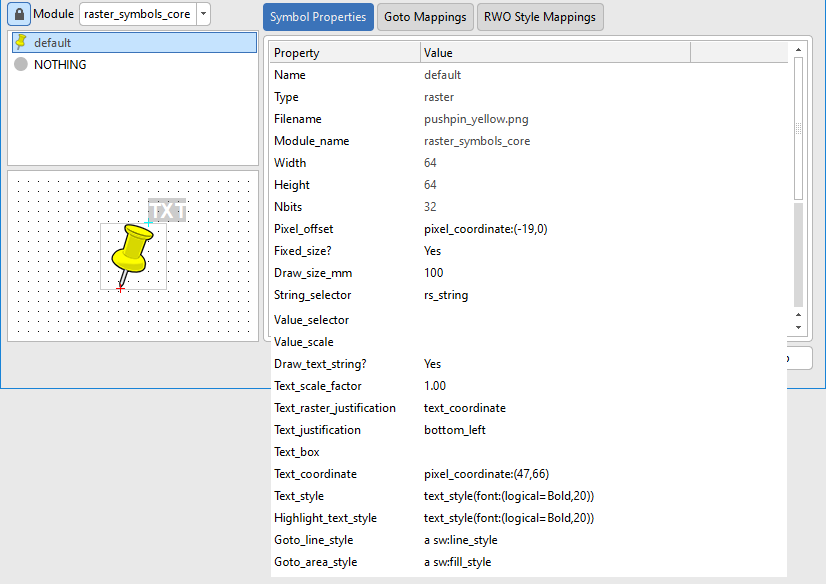 Module raster_symbols_core Symbol Properties Goto Mappings RWO Style Mappings
default
NOTHING
TXT
Property Value
Name default
Type raster
Filename pushpin_yellow.png
Module_name raster_symbols_core
Width 64
Height 64
Nbits 32
Pixel_offset pixel_coordinate:(-19,0)
Fixed_size? Yes
Draw_size_mm 100
String_selector rs_string
Value_selector
Value_scale
Draw_text_string? Yes
Text_scale_factor 1.00
Text_raster_justification text_coordinate
Text_justification bottom_left
Text_box
Text_coordinate pixel_coordinate:(47,66)
Text_style text_style(font:(logical=Bold,20))
Highlight_text_style text_style(font:(logical=Bold,20))
Goto_line_style a sw:line_style
Goto_area_style a sw:fill_style